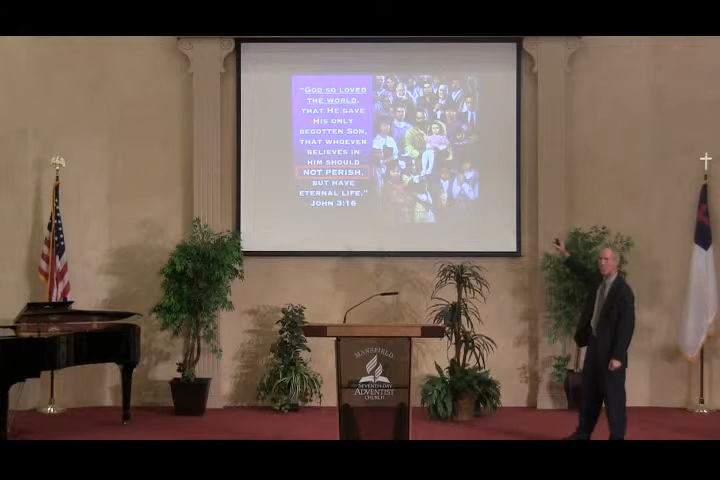 "God so loved
the world,
that He gave
His only
begotten Son,
that whoever
believes in
Him should
not perish,
but have
eternal life."
- John 3:16
MANSFIELD
SEVENTH-DAY
ADVENTIST
CHURCH